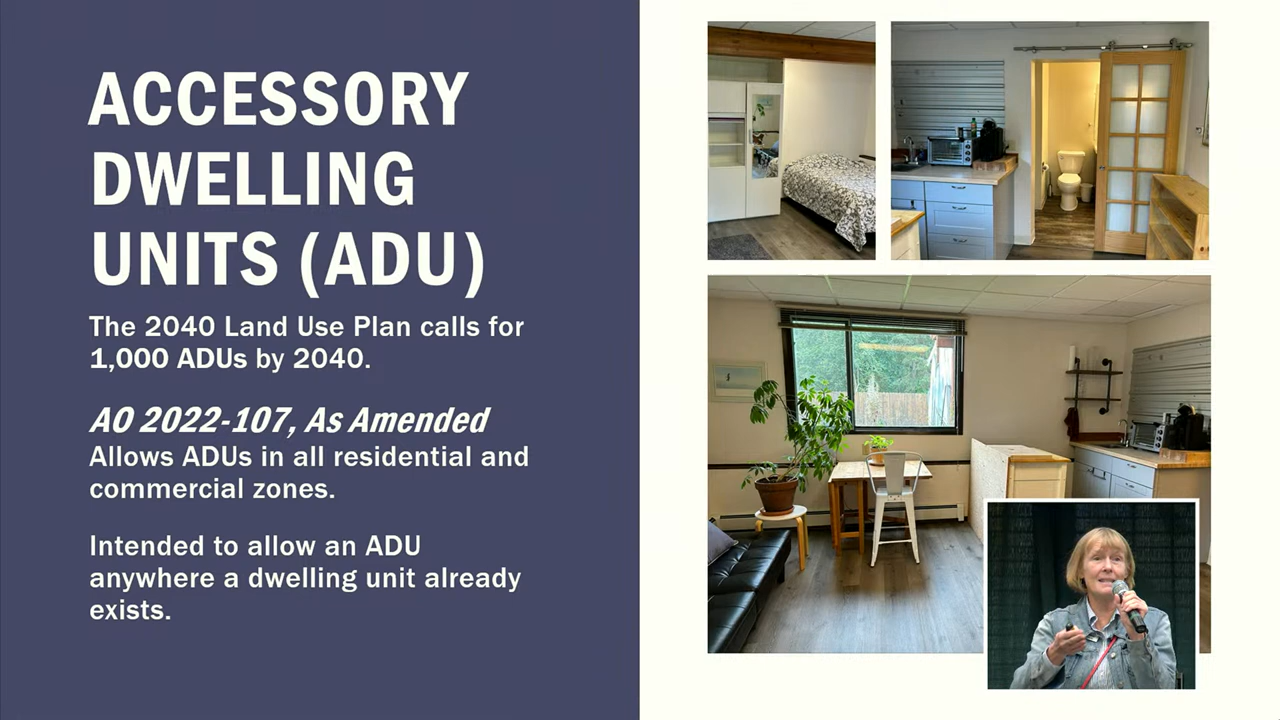 ACCESSORY
DWELLING
UNITS (ADU)
The 2040 Land Use Plan calls for
1,000 ADUs by 2040.
AO 2022-107, As Amended
Allows ADUs in all residential and
commercial zones.
Intended to allow an ADU
anywhere a dwelling unit already
exists.